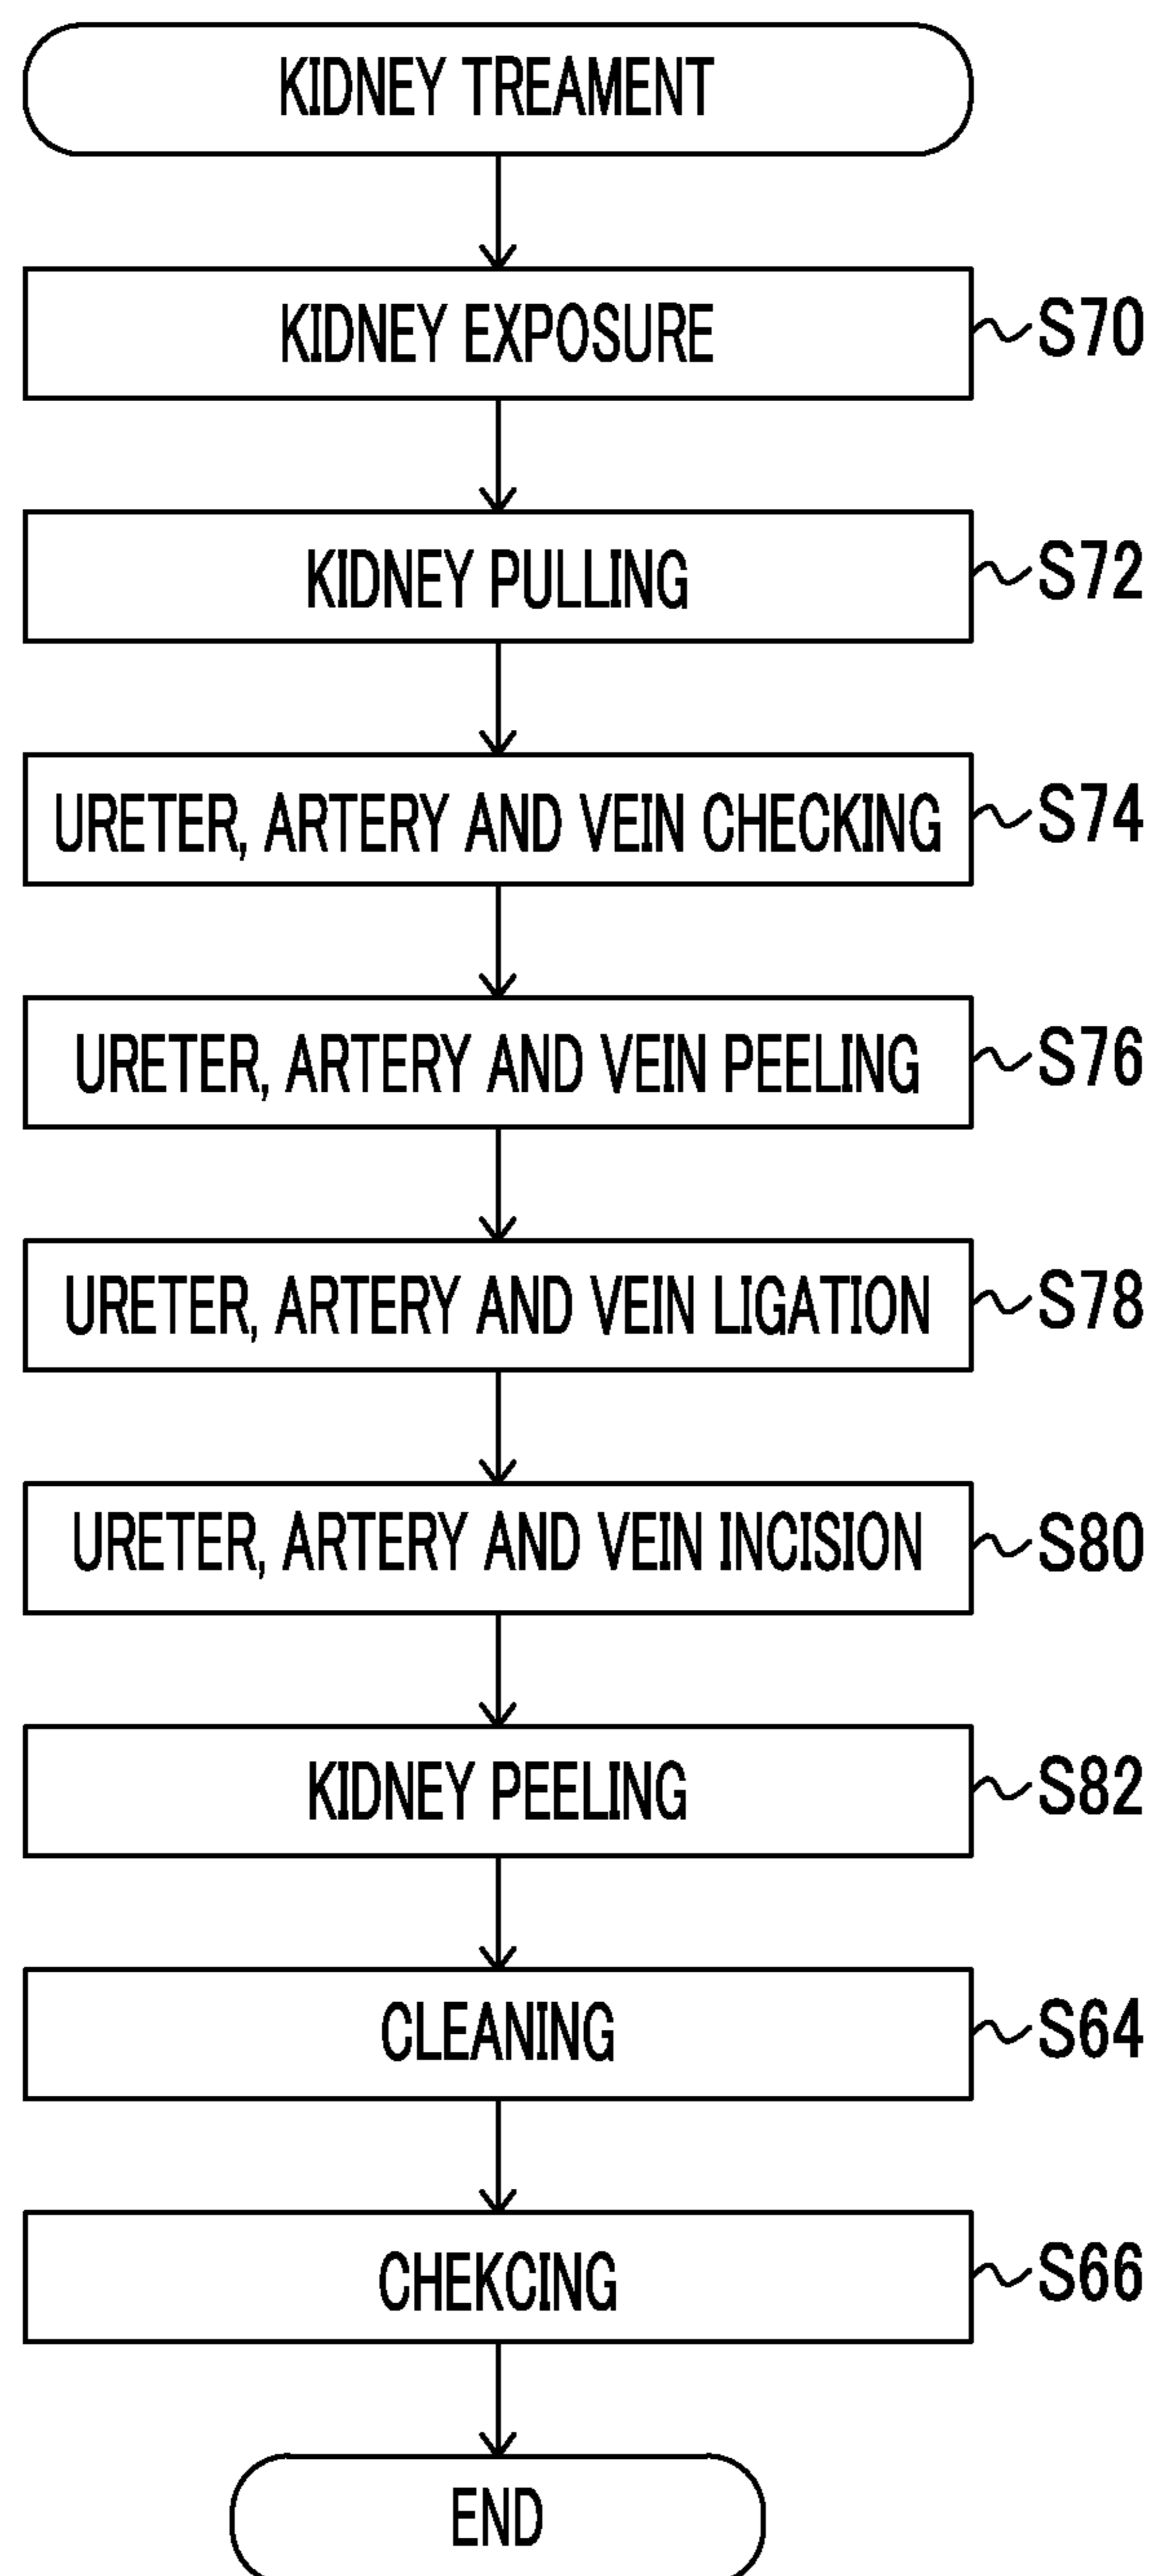 KIDNEY TREAMENT
KIDNEY EXPOSURE S70
KIDNEY PULLING S72
URETER, ARTERY AND VEIN CHECKING S74
URETER, ARTERY AND VEIN PEELING S76
URETER, ARTERY AND VEIN LIGATION S78
URETER, ARTERY AND VEIN INCISION S80
KIDNEY PEELING S82
CLEANING S64
CHEKCING S66
END